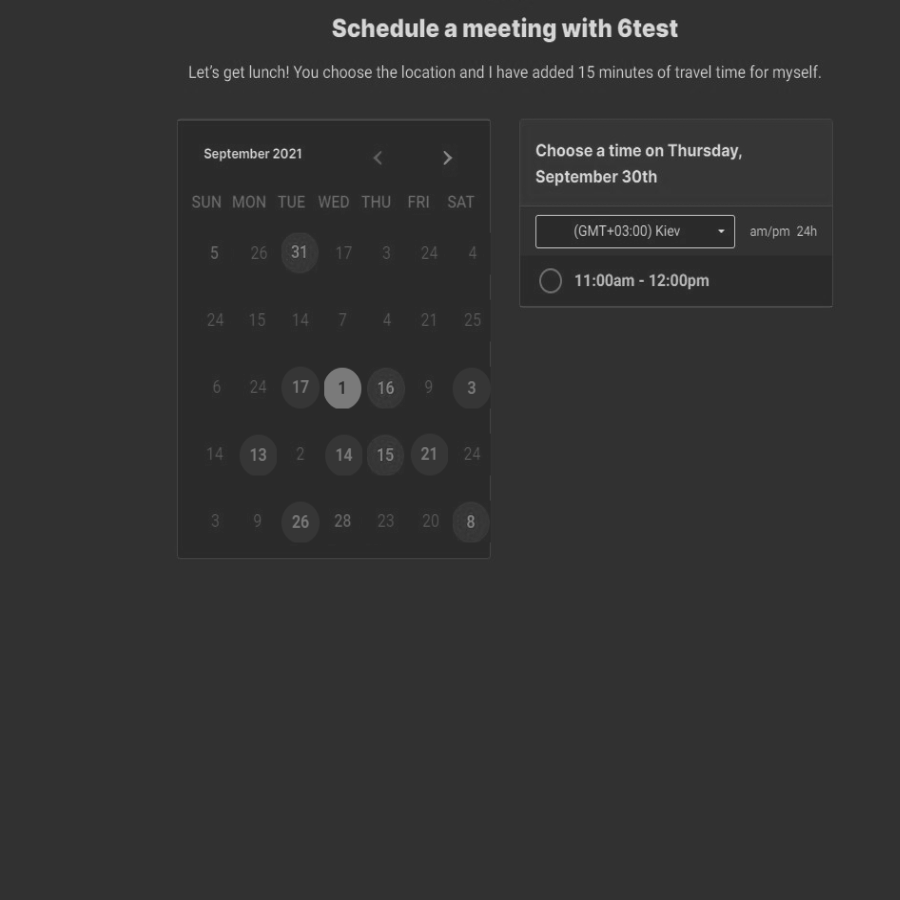 Schedule a meeting with 6test
Let's get lunch! You choose the location and I have added 15 minutes of travel time for myself.
September 2021
SUN MON TUE WED THU FRI SAT
5 26 31 17 3 24 4
24 15 14 7 4 21 25
6 24 17 1 16 9 3
14 13 2 14 15 21 24
3 9 26 28 23 20 8
Choose a time on Thursday,
September 30th
(GMT+03:00) Kiev am/pm 24h
11:00am - 12:00pm